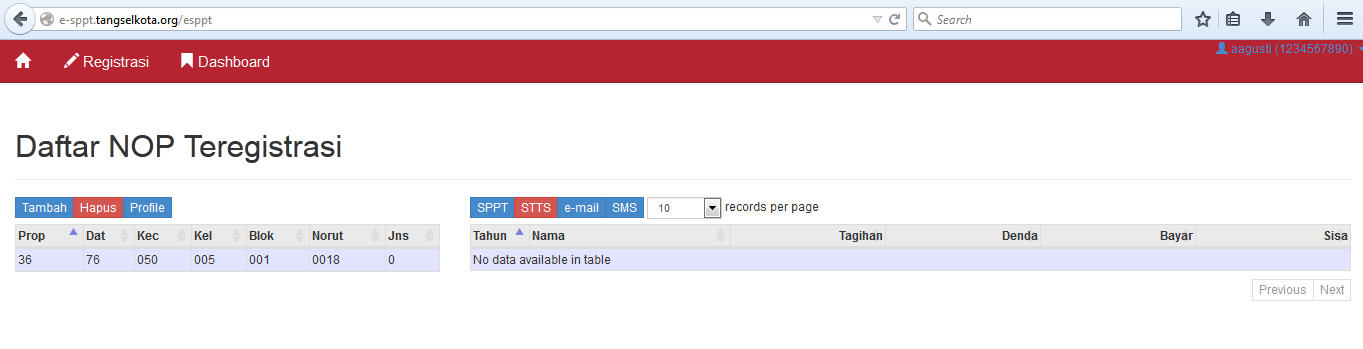 e-sppt.tangselkota.org/esppt Search
Registrasi Dashboard aagusti (1234567890)
Daftar NOP Teregistrasi
Tambah Hapus Profile SPPT STTS e-mail SMS 10 records per page
Prop Dat Kec Kel Blok Norut Jns Tahun Nama Tagihan Denda Bayar Sisa
36 76 050 005 001 0018 0 No data available in table
Previous Next